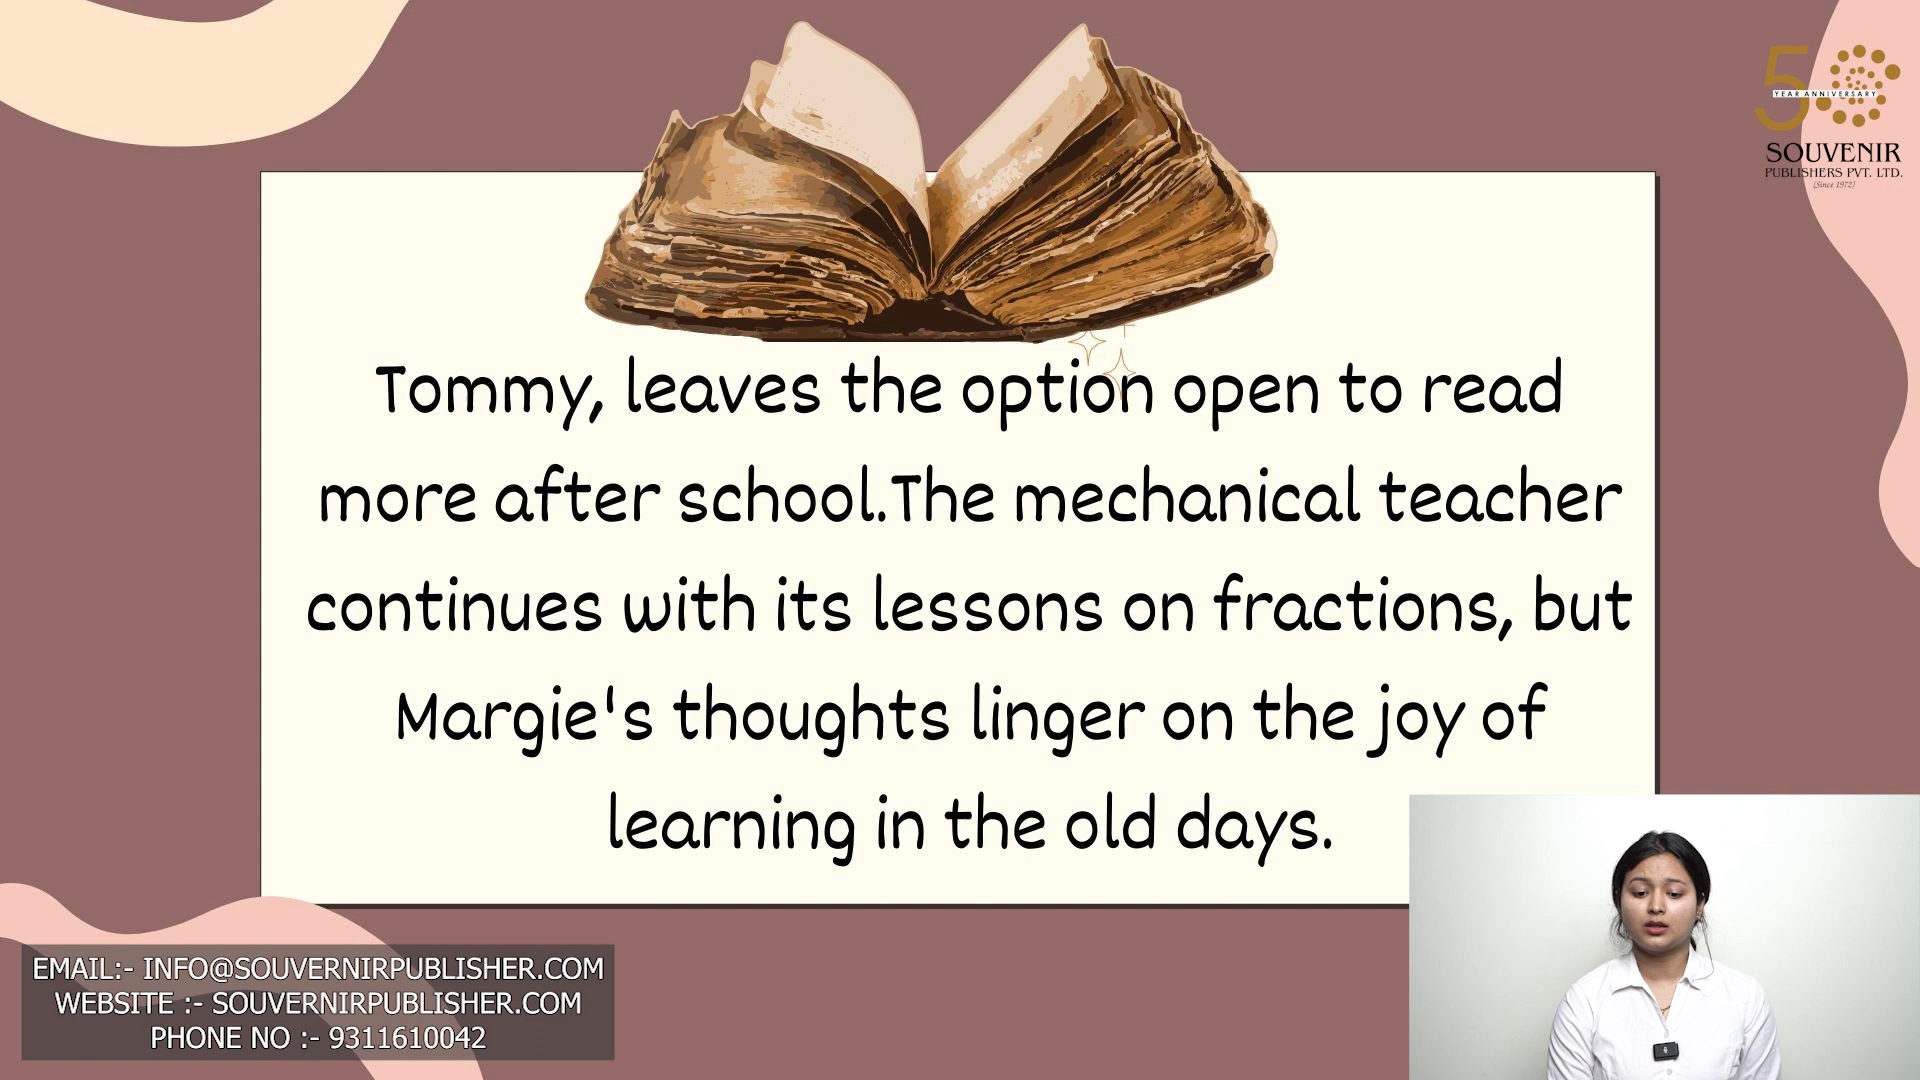 50
YEAR ANNIVERSARY
SOUVENIR
PUBLISHERS PVT. LTD.
(Since 1972)
Tommy, leaves the option open to read
more after school.The mechanical teacher
continues with its lessons on fractions, but
Margie's thoughts linger on the joy of
learning in the old days.
EMAIL:- INFO@SOUVERNIRPUBLISHER.COM
WEBSITE :- SOUVERNIRPUBLISHER.COM
PHONE NO :- 9311610042